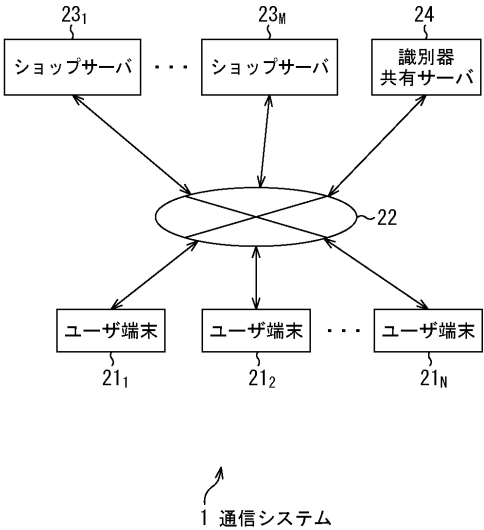 23₁
23M
24
ショップサーバ
・・・
ショップサーバ
識別器
共有サーバ
22
ユーザ端末
ユーザ端末
・・・
ユーザ端末
21₁
21₂
21N
1 通信システム